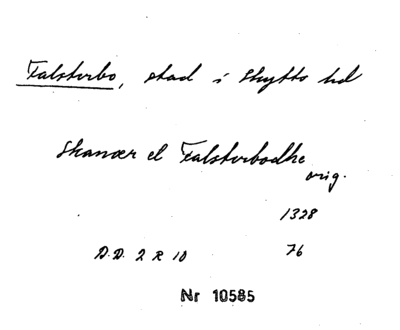 Falsterbo, stad i Skytts hd
Skanør el Falsterbodhe
orig.
1328
D.D. 2 R 10 76
Nr 10585